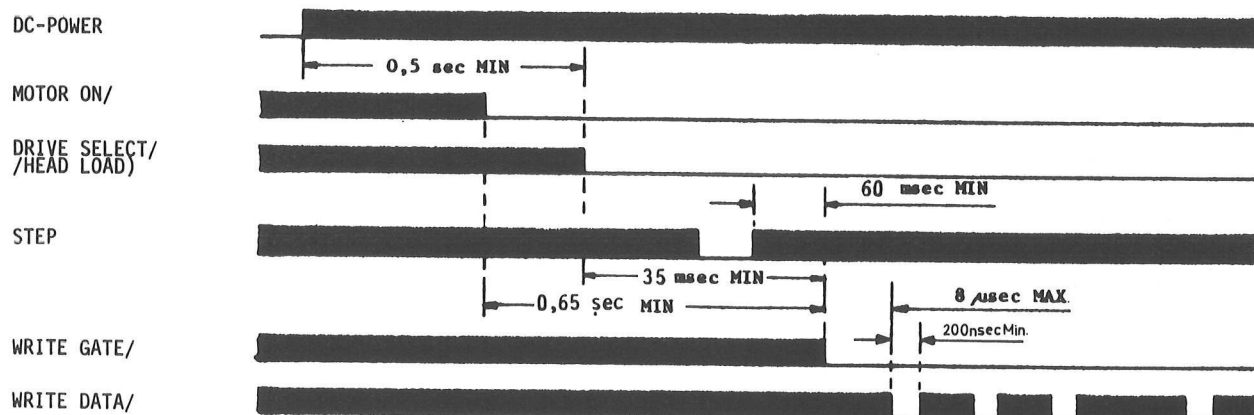 DC-POWER
0,5 sec MIN
MOTOR ON/
DRIVE SELECT/
/HEAD LOAD)
60 msec MIN
STEP
35 msec MIN
0,65 sec MIN
8 μsec MAX.
200nsecMin.
WRITE GATE/
WRITE DATA/